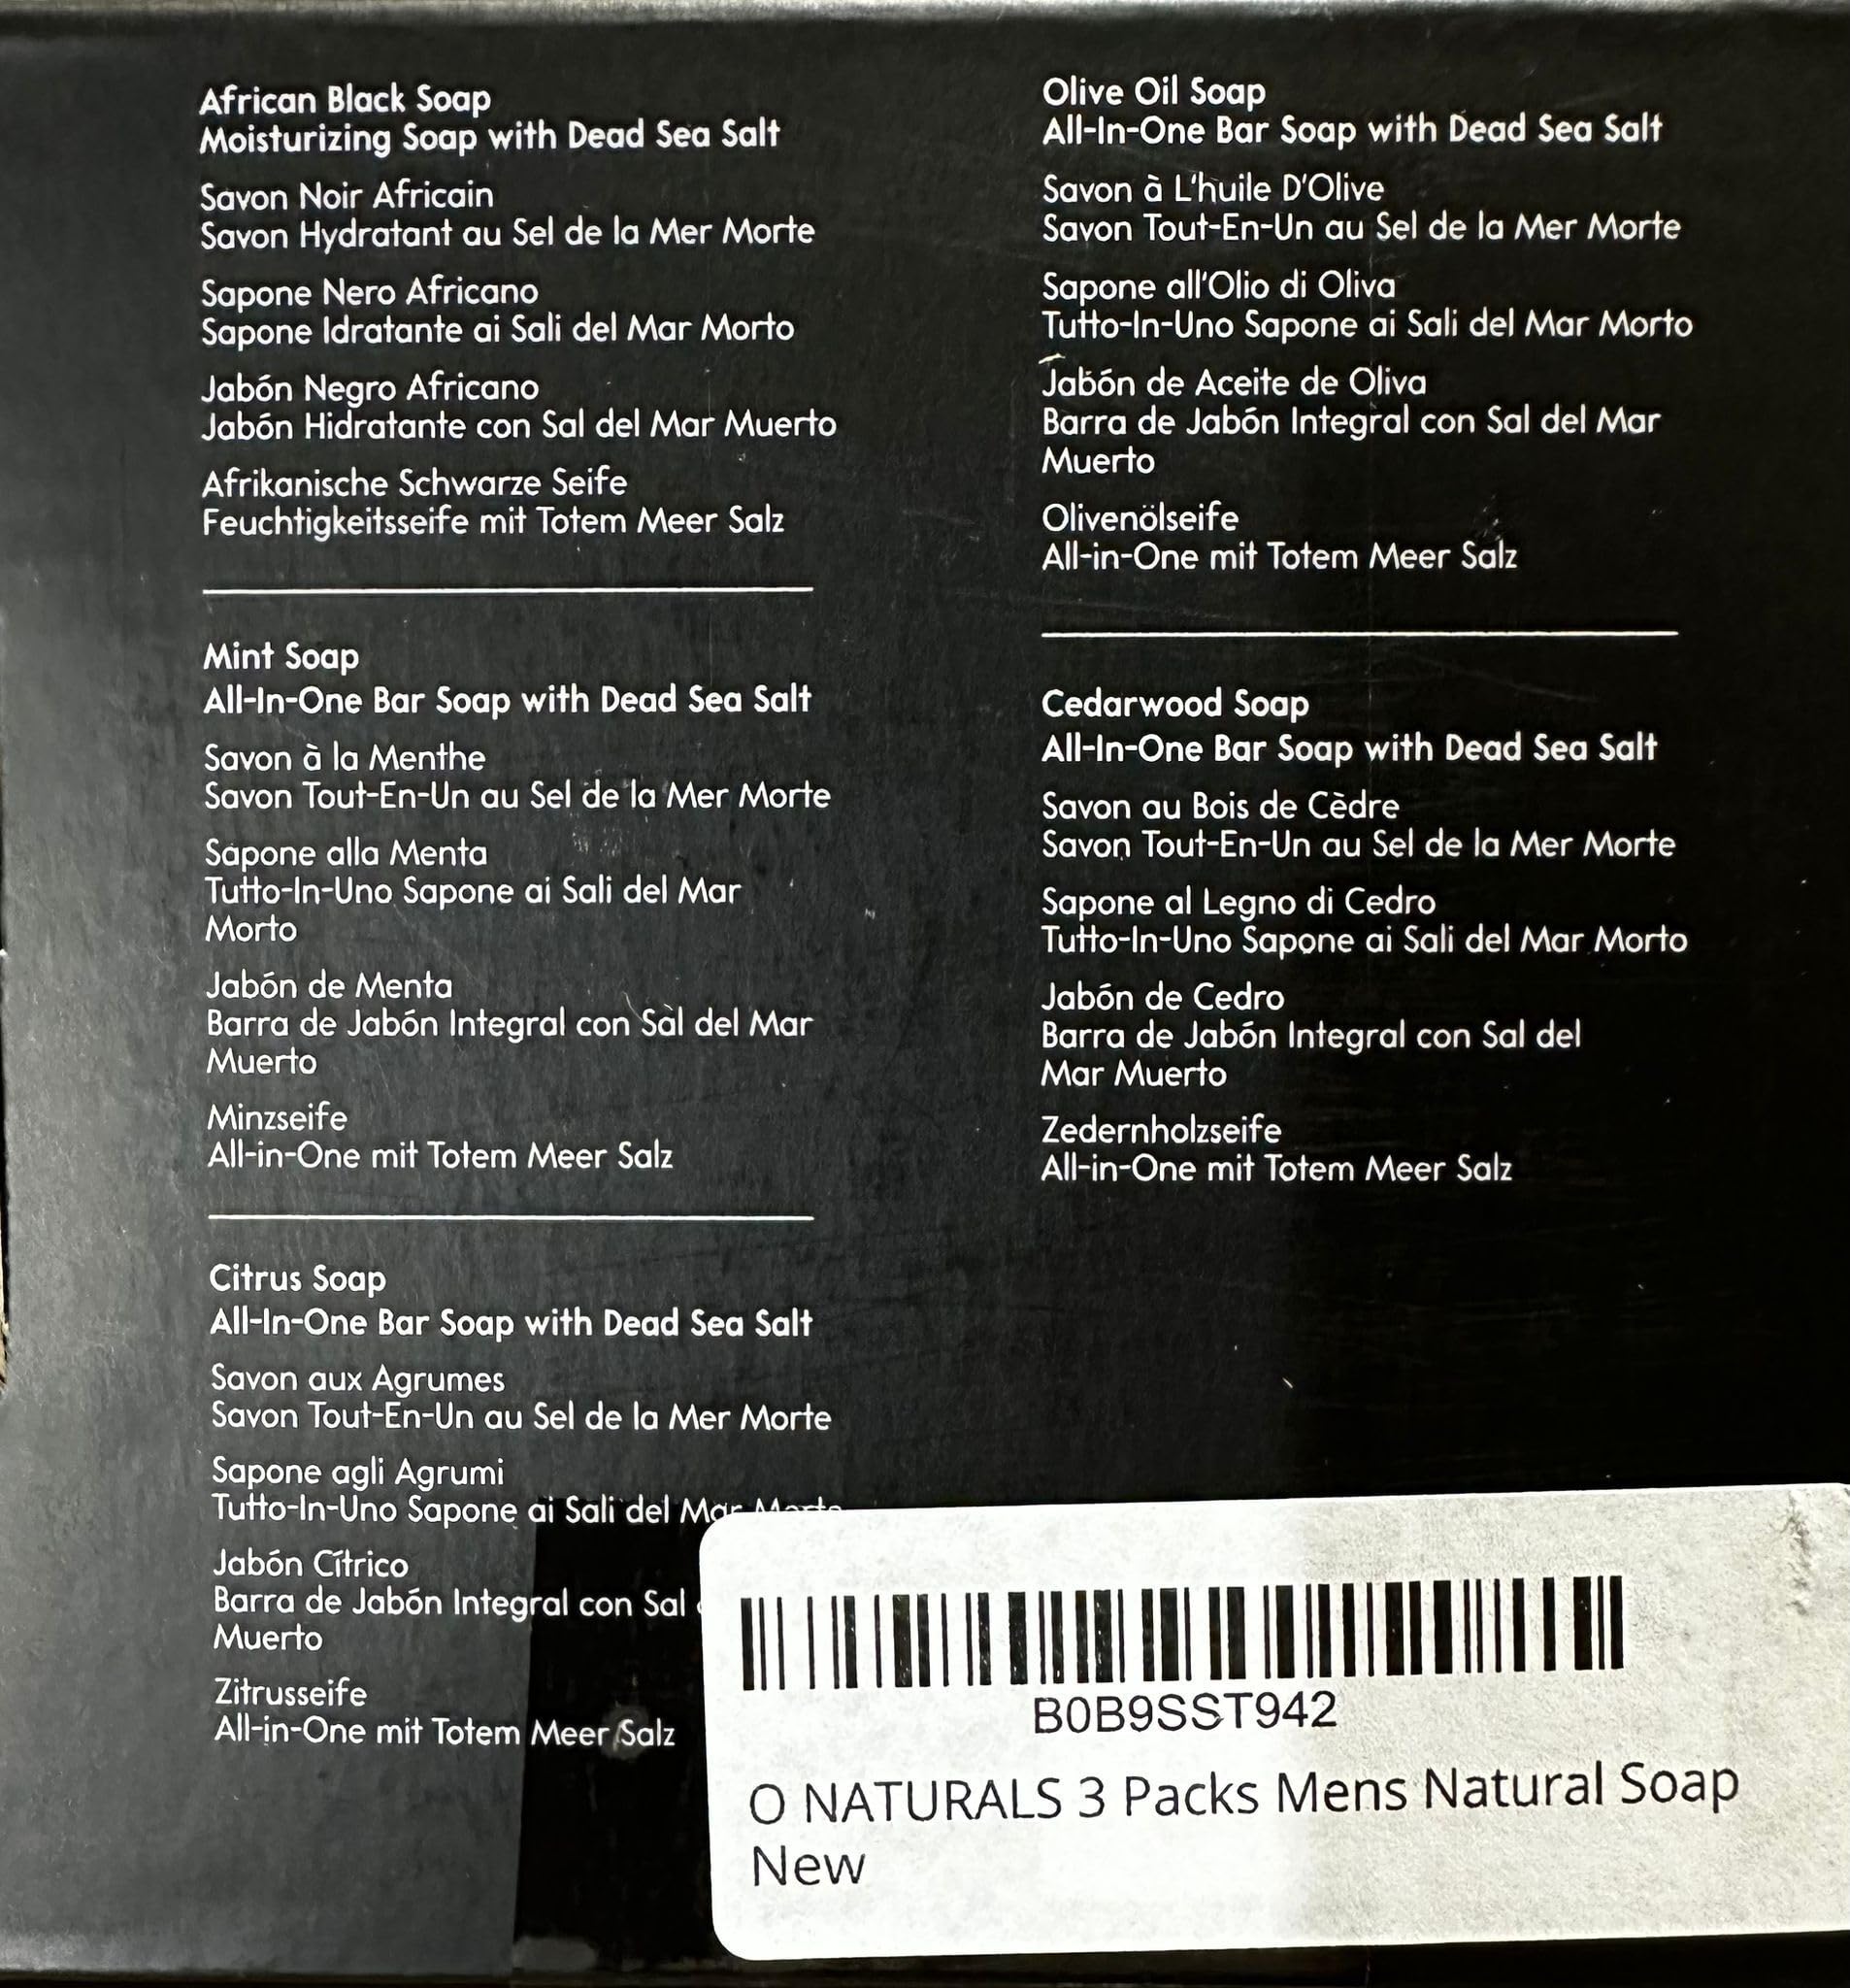 African Black Soap
Moisturizing Soap with Dead Sea Salt
Savon Noir Africain
Savon Hydratant au Sel de la Mer Morte
Sapone Nero Africano
Sapone Idratante ai Sali del Mar Morto
Jabón Negro Africano
Jabón Hidratante con Sal del Mar Muerto
Afrikanische Schwarze Seife
Feuchtigkeitsseife mit Totem Meer Salz
Mint Soap
All-In-One Bar Soap with Dead Sea Salt
Savon à la Menthe
Savon Tout-En-Un au Sel de la Mer Morte
Sapone alla Menta
Tutto-In-Uno Sapone ai Sali del Mar
Morto
Jabón de Menta
Barra de Jabón Integral con Sal del Mar
Muerto
Minzseife
All-in-One mit Totem Meer Salz
Citrus Soap
All-In-One Bar Soap with Dead Sea Salt
Savon aux Agrumes
Savon Tout-En-Un au Sel de la Mer Morte
Sapone agli Agrumi
Tutto-In-Uno Sapone ai Sali del Mar Morto
Jabón Cítrico
Barra de Jabón Integral con Sal
Muerto
Zitrusseife
All-in-One mit Totem Meer Salz
Olive Oil Soap
All-In-One Bar Soap with Dead Sea Salt
Savon à L'huile D'Olive
Savon Tout-En-Un au Sel de la Mer Morte
Sapone all'Olio di Oliva
Tutto-In-Uno Sapone ai Sali del Mar Morto
Jabón de Aceite de Oliva
Barra de Jabón Integral con Sal del Mar
Muerto
Olivenölseife
All-in-One mit Totem Meer Salz
Cedarwood Soap
All-In-One Bar Soap with Dead Sea Salt
Savon au Bois de Cèdre
Savon Tout-En-Un au Sel de la Mer Morte
Sapone al Legno di Cedro
Tutto-In-Uno Sapone ai Sali del Mar Morto
Jabón de Cedro
Barra de Jabón Integral con Sal del
Mar Muerto
Zedernholzseife
All-in-One mit Totem Meer Salz
B0B9SST942
O NATURALS 3 Packs Mens Natural Soap
New